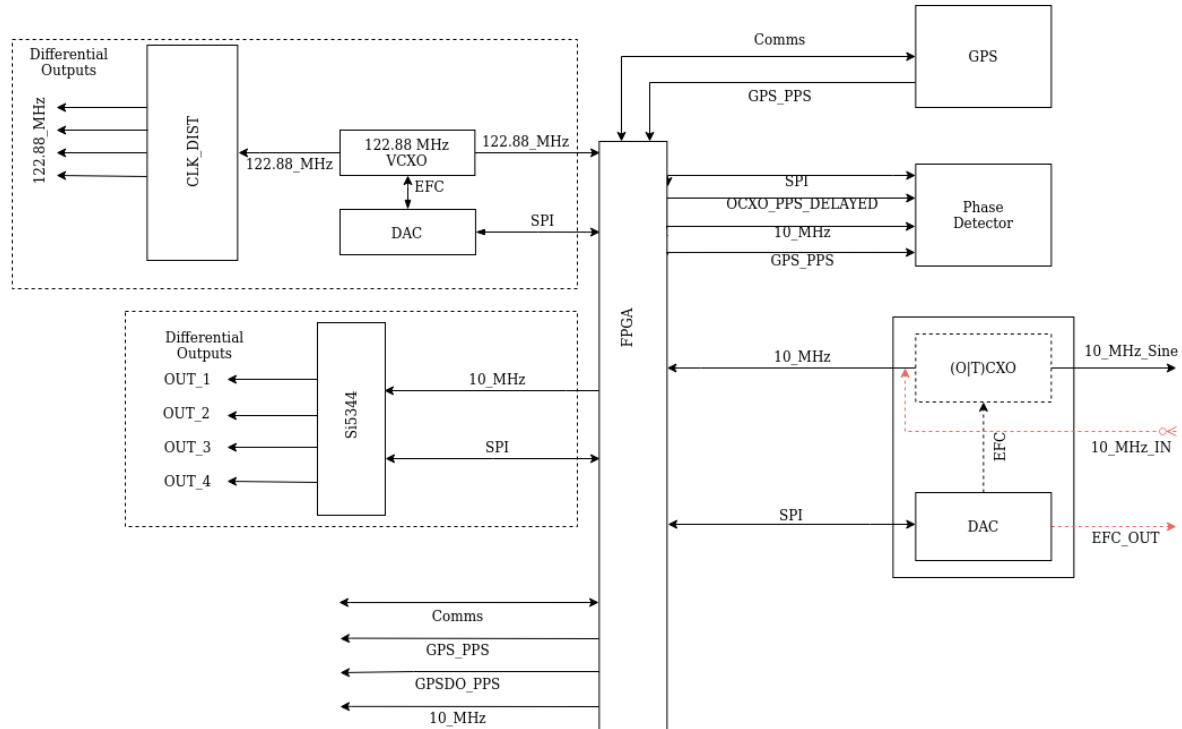 Comms
GPS
GPS_PPS
Differential
Outputs
122.88_MHz
CLK_DIST
122.88_MHz
122.88 MHz
VCXO
122.88_MHz
EFC
DAC
SPI
FPGA
SPI
OCXO_PPS_DELAYED
10_MHz
GPS_PPS
Phase
Detector
Differential
Outputs
OUT_1
OUT_2
OUT_3
OUT_4
Si5344
10_MHz
SPI
10_MHz
(O|T)CXO
10_MHz_Sine
10_MHz_IN
EFC
SPI
DAC
EFC_OUT
Comms
GPS_PPS
GPSDO_PPS
10_MHz